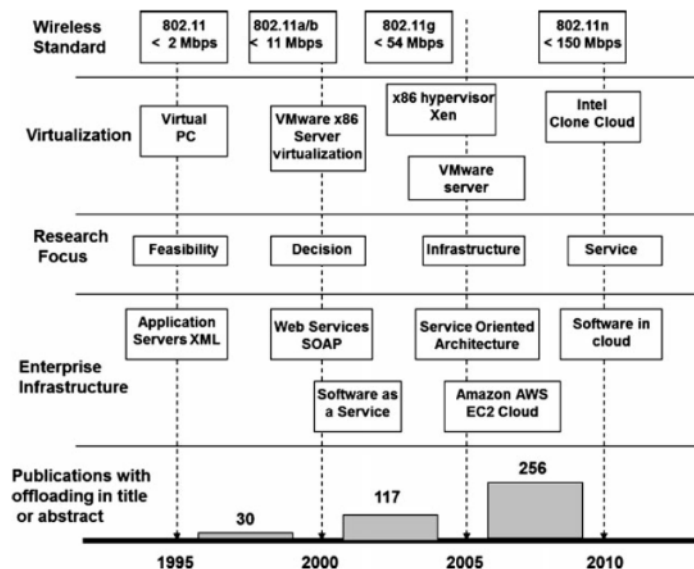 Wireless
Standard
802.11
< 2 Mbps
802.11a/b
< 11 Mbps
802.11g
< 54 Mbps
802.11n
< 150 Mbps
Virtualization
Virtual
PC
VMware x86
Server
virtualization
x86 hypervisor
Xen
VMware
server
Intel
Clone Cloud
Research
Focus
Feasibility
Decision
Infrastructure
Service
Enterprise
Infrastructure
Application
Servers XML
Web Services
SOAP
Software as
a Service
Service Oriented
Architecture
Amazon AWS
EC2 Cloud
Software in
cloud
Publications with
offloading in title
or abstract
30
117
256
1995
2000
2005
2010